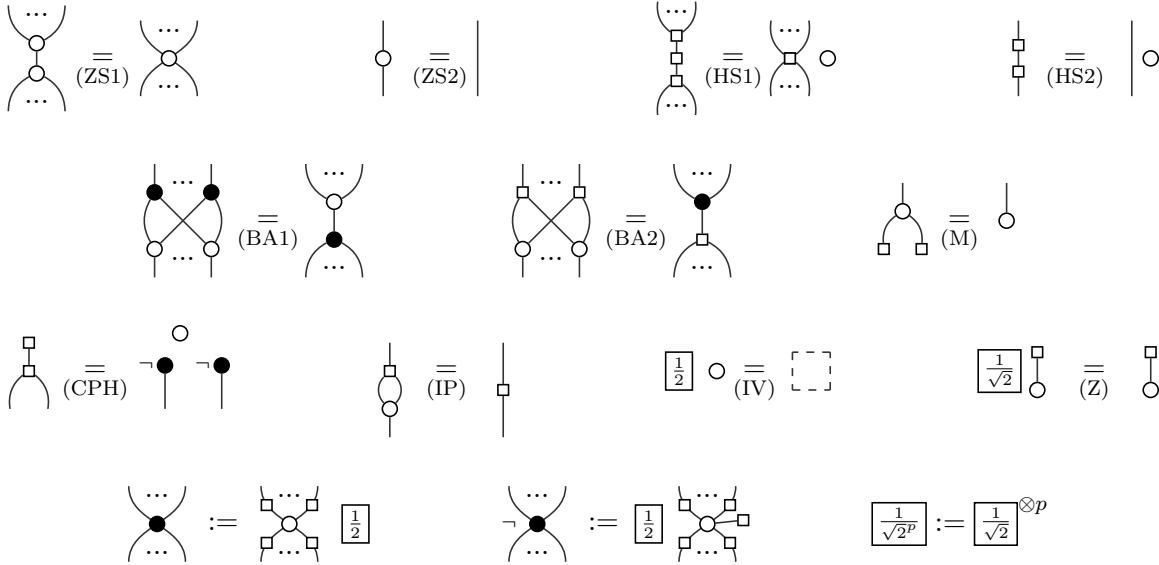 ... ... ... ...
= (ZS1) = (ZS2) = (HS1) = (HS2)
... ... ... ...
... ... ... ...
= (BA1) = (BA2) = (M)
... ... ... ...
¬ ¬ 1/2 1/√2
= (CPH) = (IP) = (IV) = (Z)
... ... ... ...
:= 1/2 ¬ := 1/2 1/√2^p := 1/√2 ⊗p
... ... ... ...